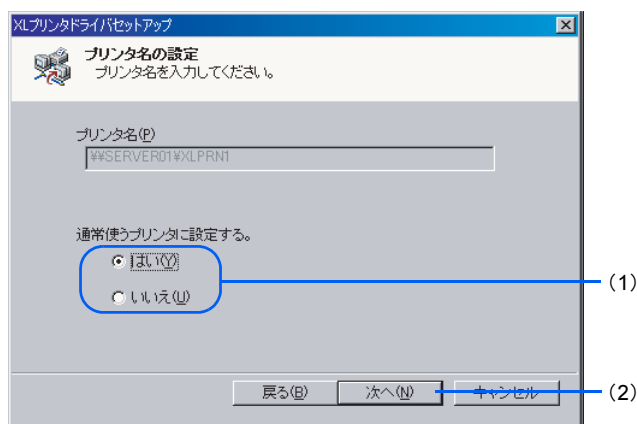 XLプリンタドライバセットアップ
プリンタ名の設定
プリンタ名を入力してください。
プリンタ名(P)
¥¥SERVER01¥XLPRN1
通常使うプリンタに設定する。
はい(Y)
いいえ(U)
(1)
戻る(B) 次へ(N) キャンセル
(2)